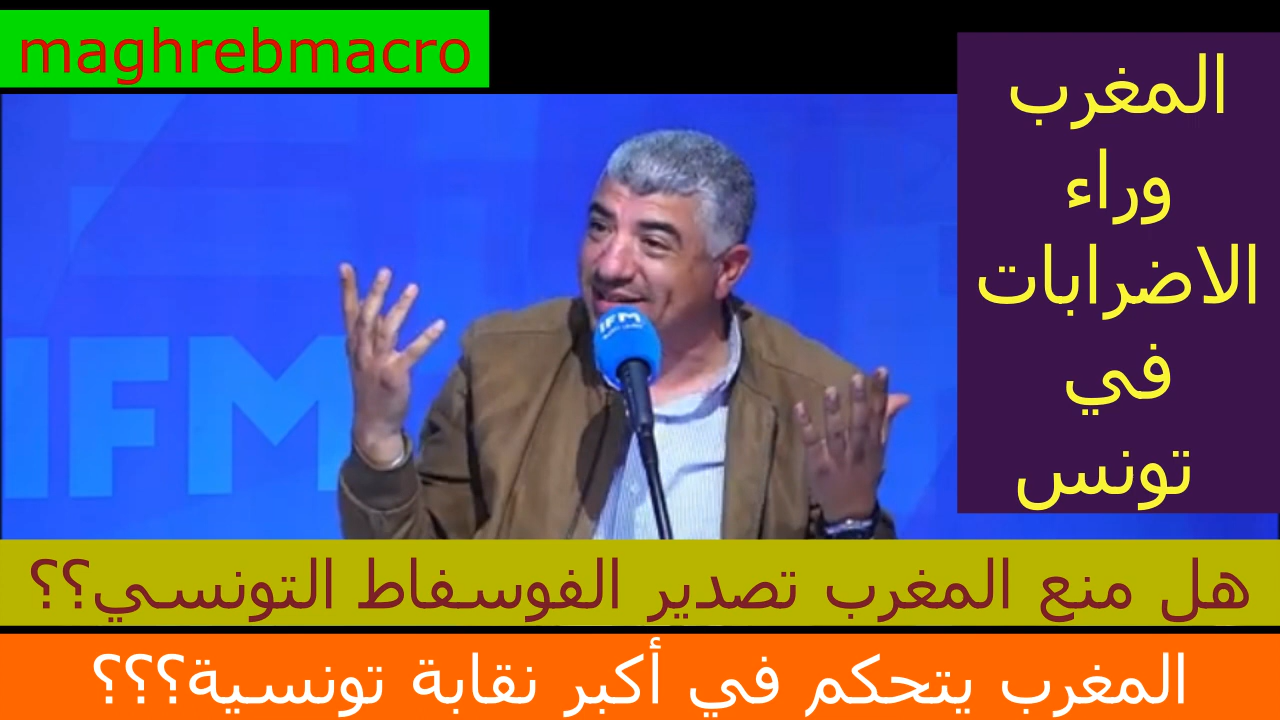 maghrebmacro
المغرب
وراء
الاضرابات
في
تونس
IFM
IFM
هل منع المغرب تصدير الفوسفاط التونسي؟؟
المغرب يتحكم في أكبر نقابة تونسية؟؟؟